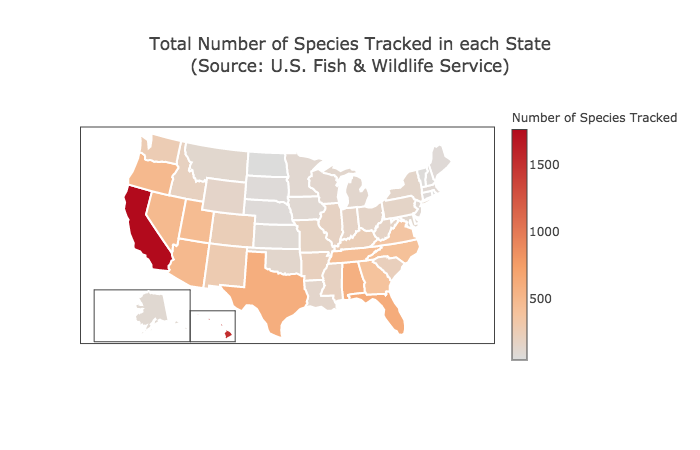 Total Number of Species Tracked in each State
(Source: U.S. Fish & Wildlife Service)
Number of Species Tracked
1500
1000
500